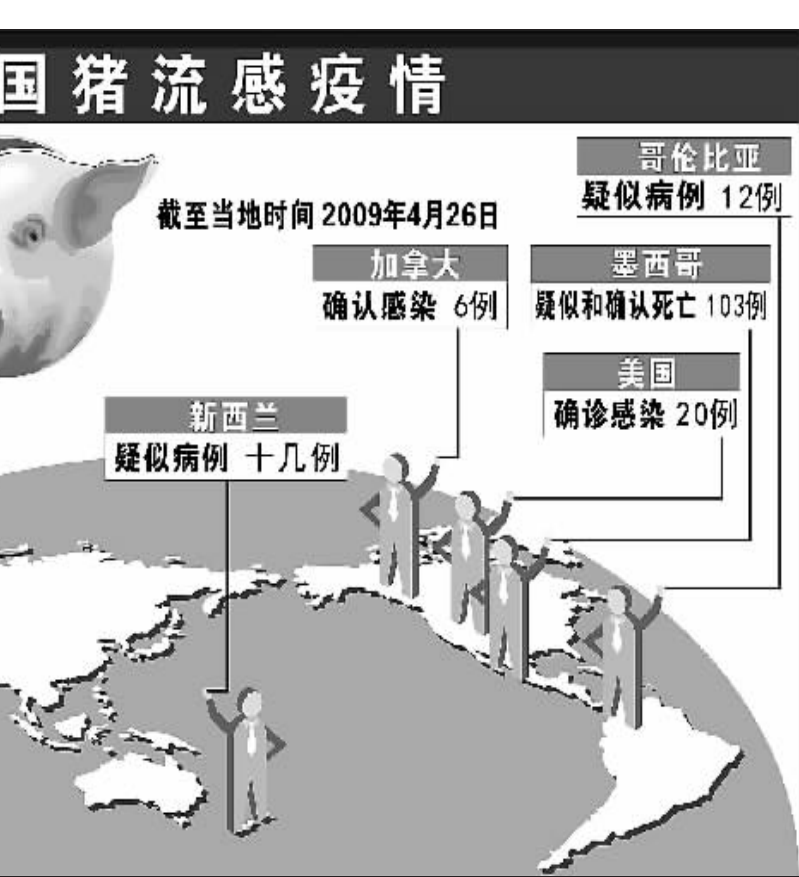 国猪流感疫情
截至当地时间2009年4月26日
哥伦比亚
疑似病例 12例
加拿大
确认感染 6例
墨西哥
疑似和确认死亡 103例
美国
确诊感染 20例
新西兰
疑似病例 十几例